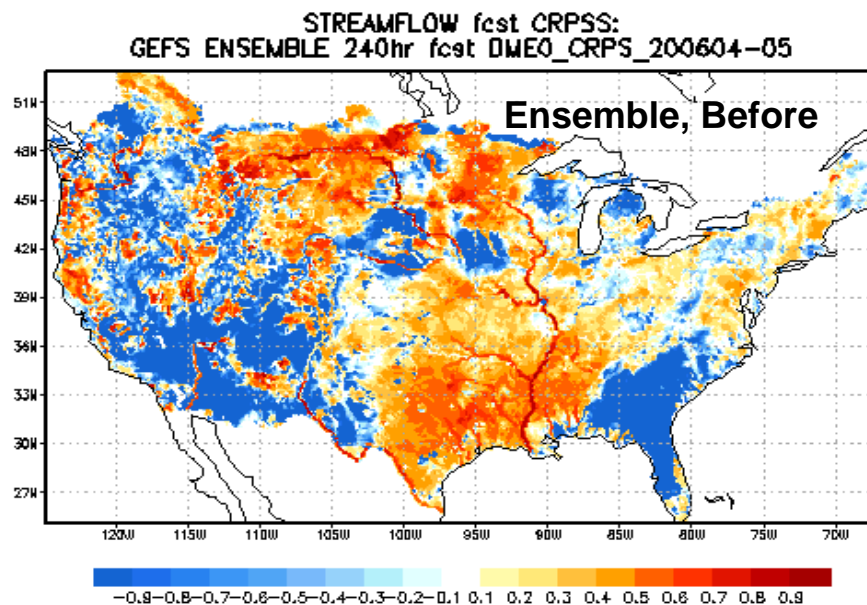 STREAMFLOW fcst CRPSS:
GEFS ENSEMBLE 240hr fcst DMEO_CRPS_200604-05
Ensemble, Before
51N
48N
45N
42N
39N
36N
33N
30N
27N
120W 115W 110W 105W 100W 95W 90W 85W 80W 75W 70W
-0.9 -0.8 -0.7 -0.6 -0.5 -0.4 -0.3 -0.2 -0.1 0.1 0.2 0.3 0.4 0.5 0.6 0.7 0.8 0.9